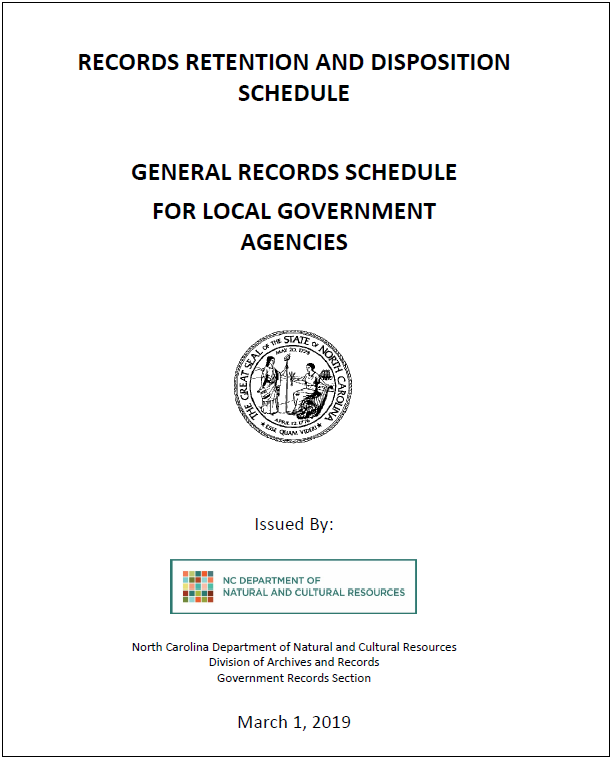 RECORDS RETENTION AND DISPOSITION
SCHEDULE
GENERAL RECORDS SCHEDULE
FOR LOCAL GOVERNMENT
AGENCIES
THE GREAT SEAL OF THE STATE OF NORTH CAROLINA
MAY 20, 1775
APRIL 12, 1776
ESSE QUAM VIDERI
Issued By:
NC DEPARTMENT OF
NATURAL AND CULTURAL RESOURCES
North Carolina Department of Natural and Cultural Resources
Division of Archives and Records
Government Records Section
March 1, 2019